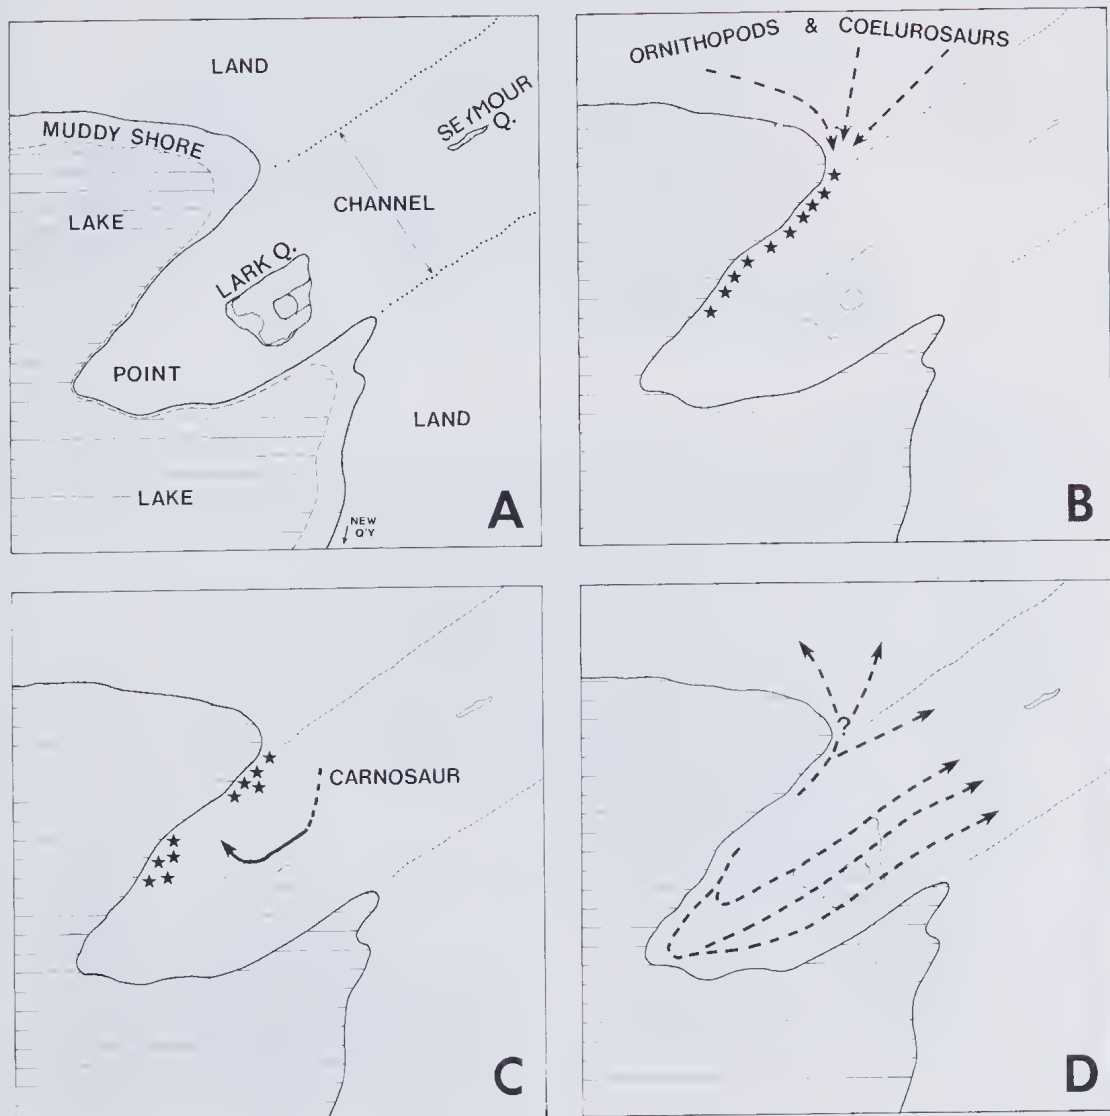 LAND
SEYMOUR
Q.
MUDDY SHORE
LAKE
CHANNEL
LARK Q.
POINT
LAND
LAKE
NEW
Q'Y
A
ORNITHOPODS & COELUROSAURS
B
CARNOSAUR
C
?
D